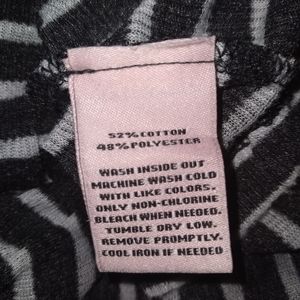 52% COTTON
48% POLYESTER
WASH INSIDE OUT
MACHINE WASH COLD
WITH LIKE COLORS.
ONLY NON-CHLORINE
BLEACH WHEN NEEDED.
TUMBLE DRY LOW.
REMOVE PROMPTLY.
COOL IRON IF NEEDED